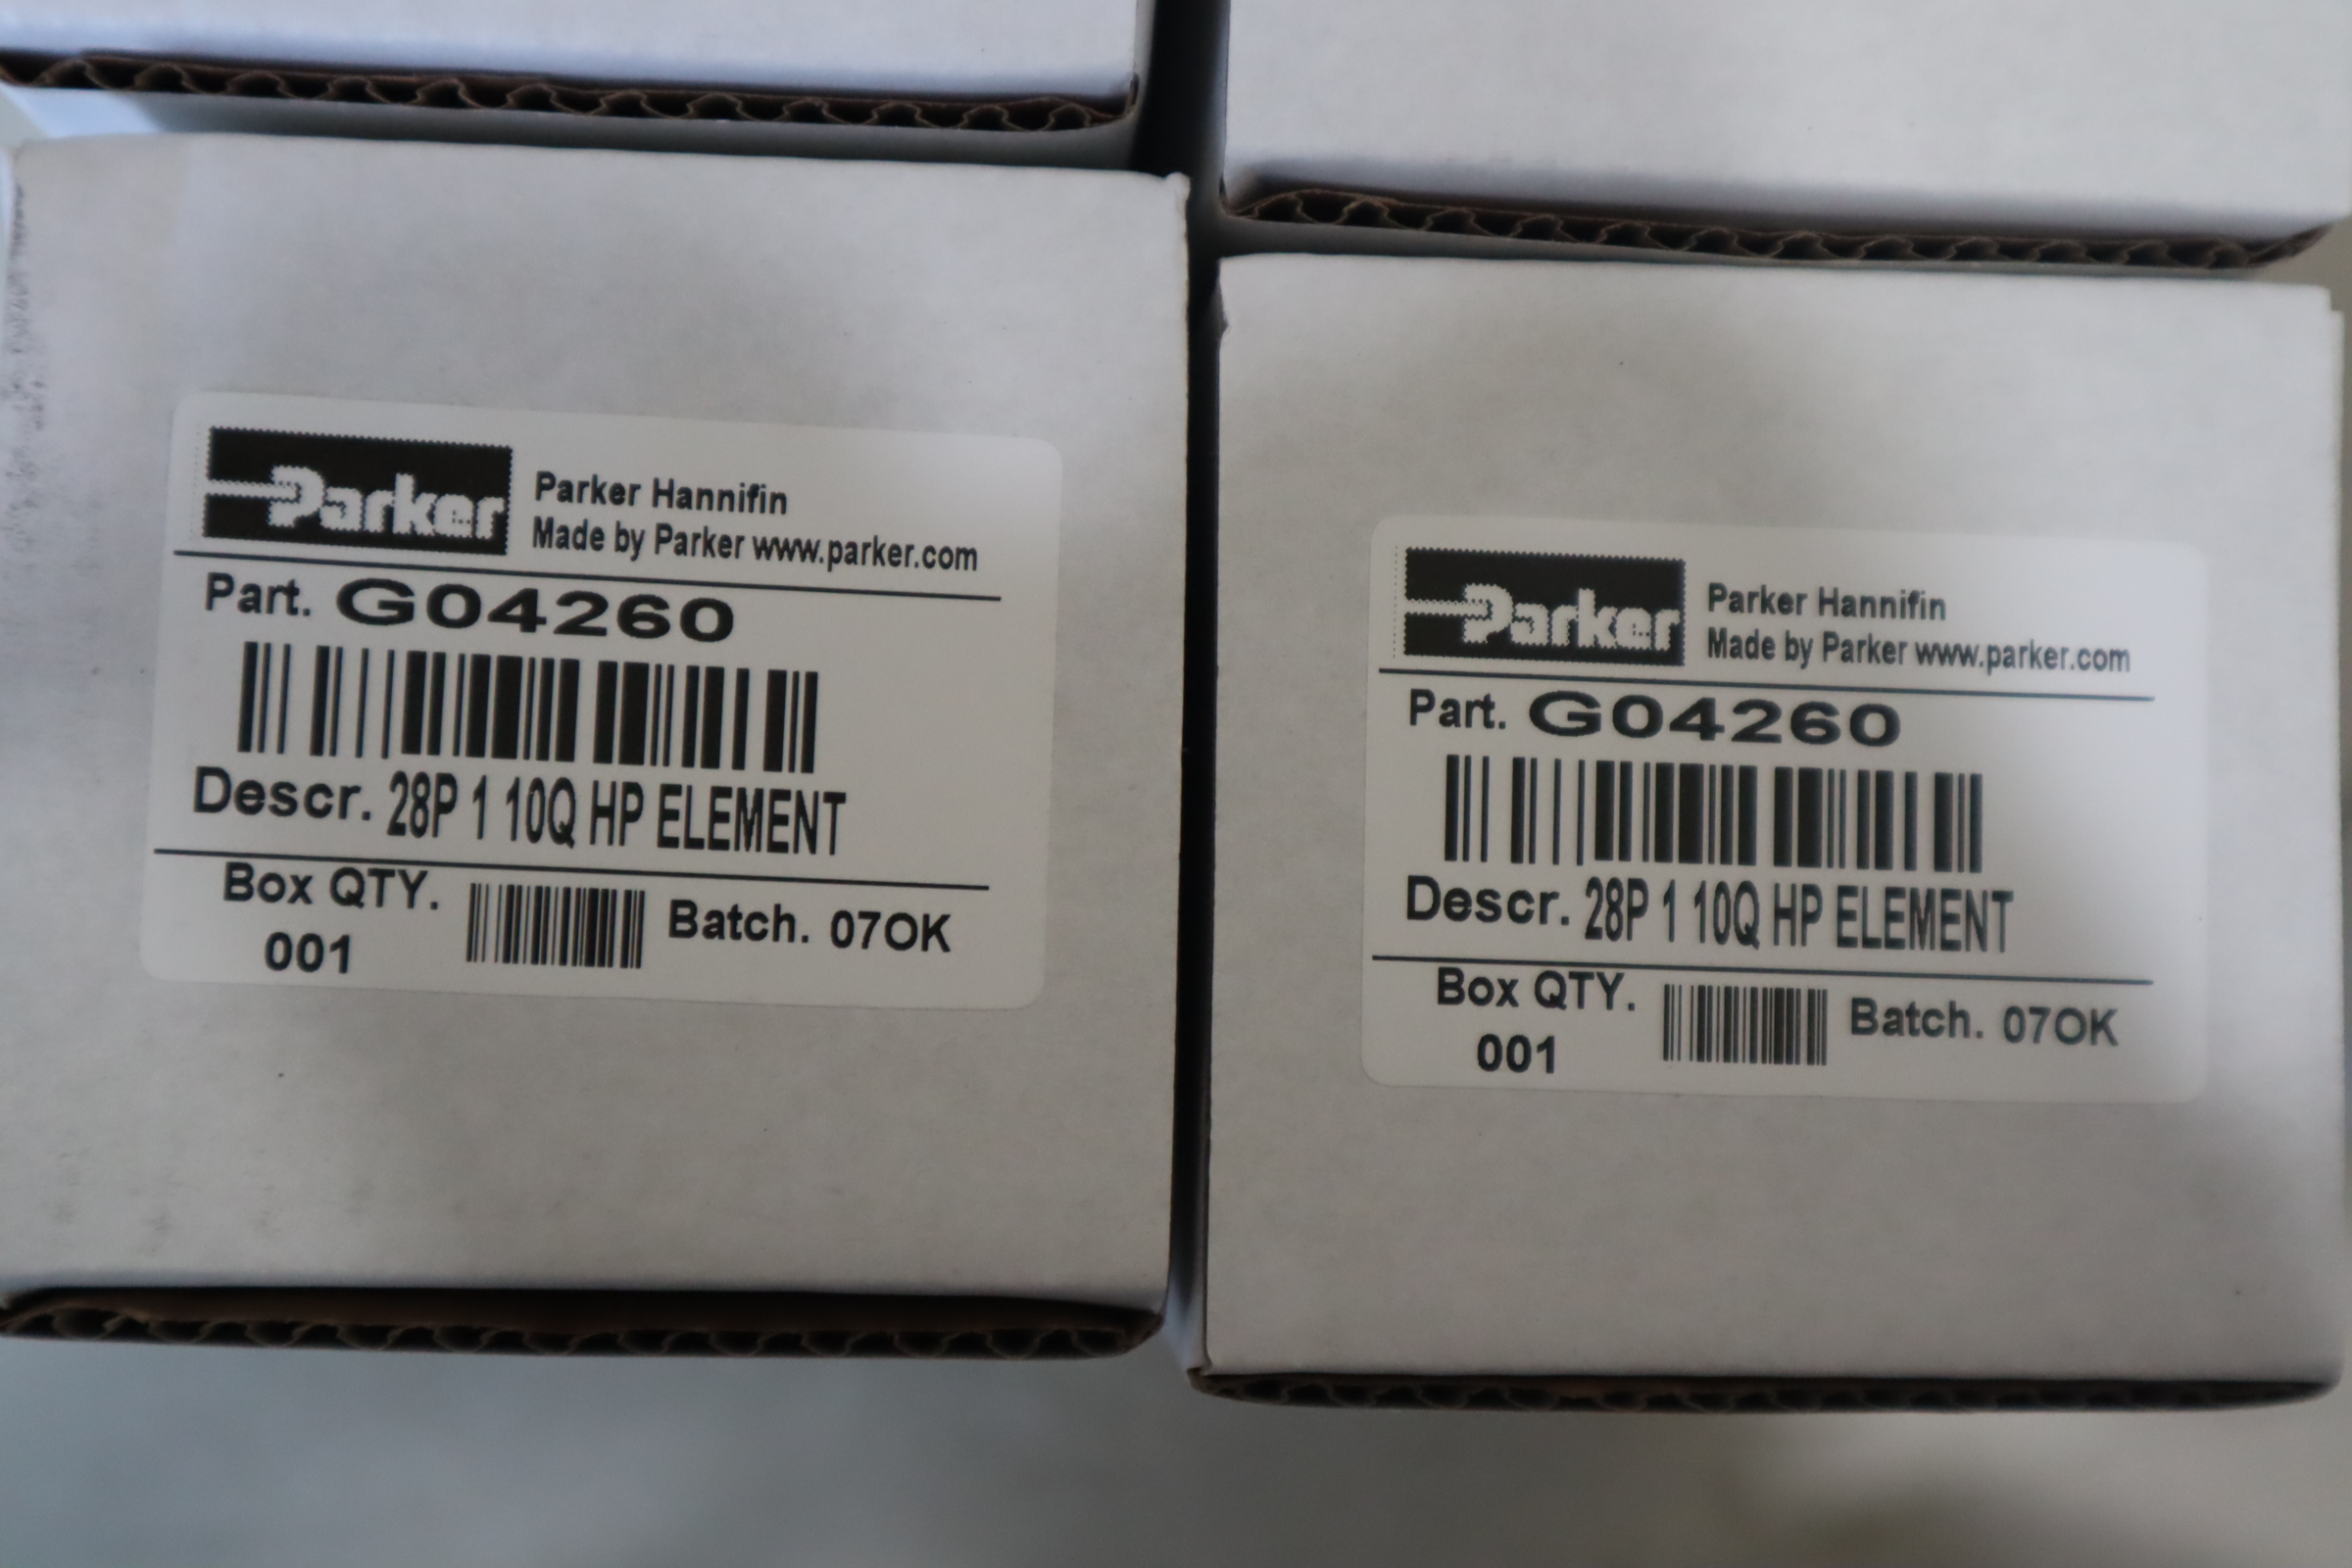 Parker
Parker Hannifin
Made by Parker www.parker.com
Part. G04260
Descr. 28P 1 10Q HP ELEMENT
Box QTY.
001
Batch. 07OK
Parker
Parker Hannifin
Made by Parker www.parker.com
Part. G04260
Descr. 28P 1 10Q HP ELEMENT
Box QTY.
001
Batch. 07OK